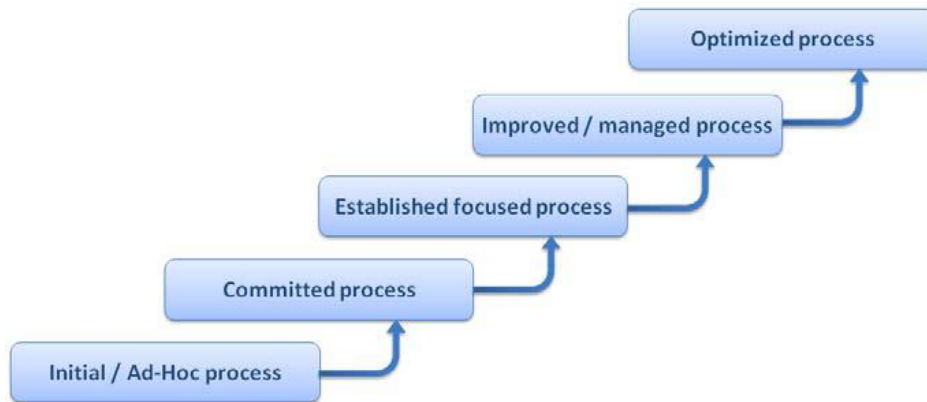 Optimized process
Improved / managed process
Established focused process
Committed process
Initial / Ad-Hoc process